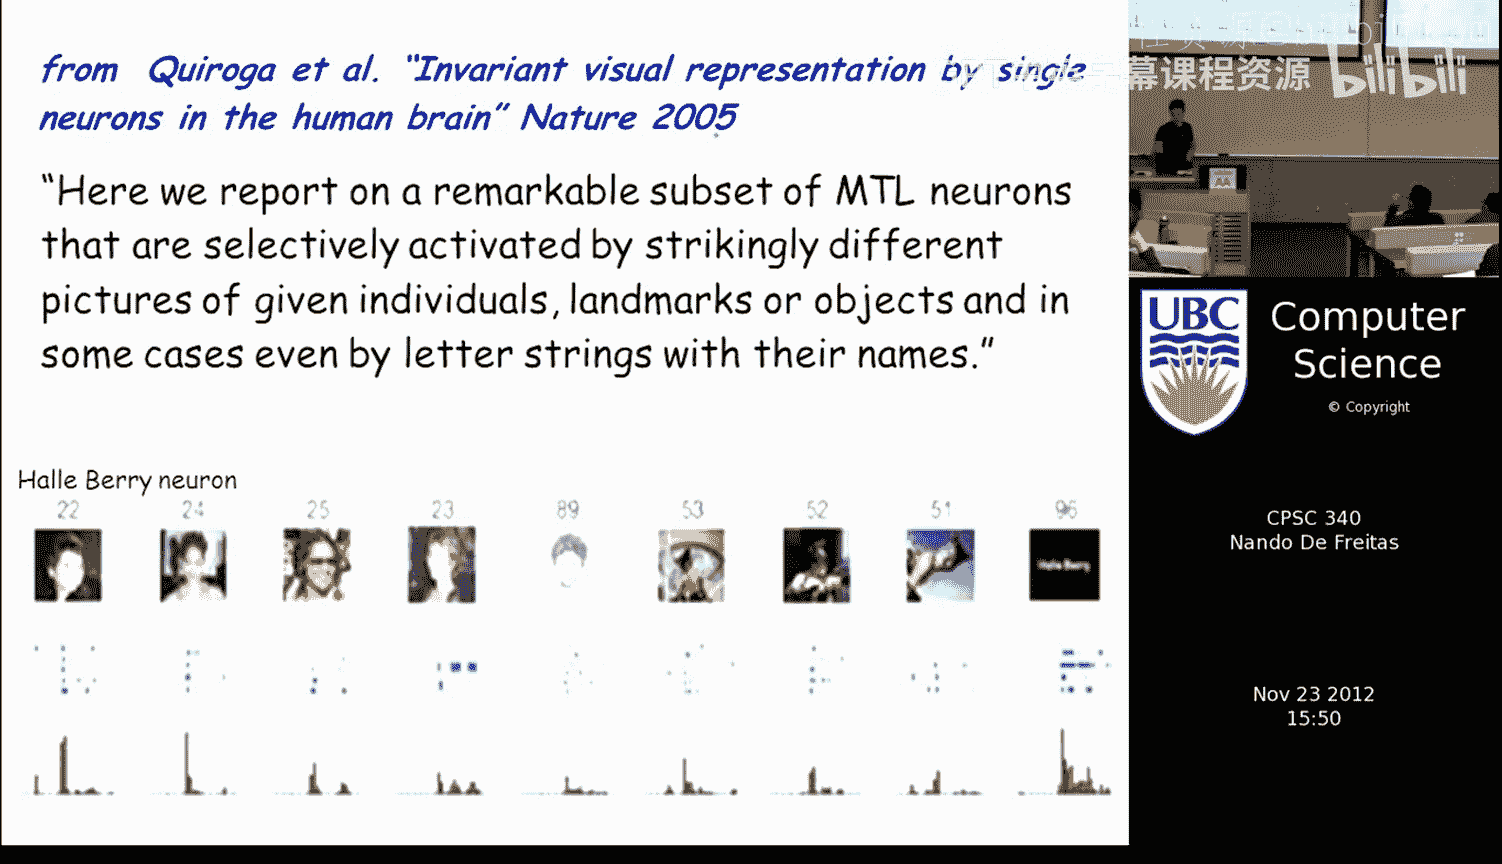 from Quiroga et al. “Invariant visual representation by single
neurons in the human brain” Nature 2005
“Here we report on a remarkable subset of MTL neurons
that are selectively activated by strikingly different
pictures of given individuals, landmarks or objects and in
some cases even by letter strings with their names.”
Halle Berry neuron
22 24 25 23 89 53 52 51 96
Halle Berry
幕课程资源 bilibili
UBC
Computer
Science
© Copyright
CPSC 340
Nando De Freitas
Nov 23 2012
15:50